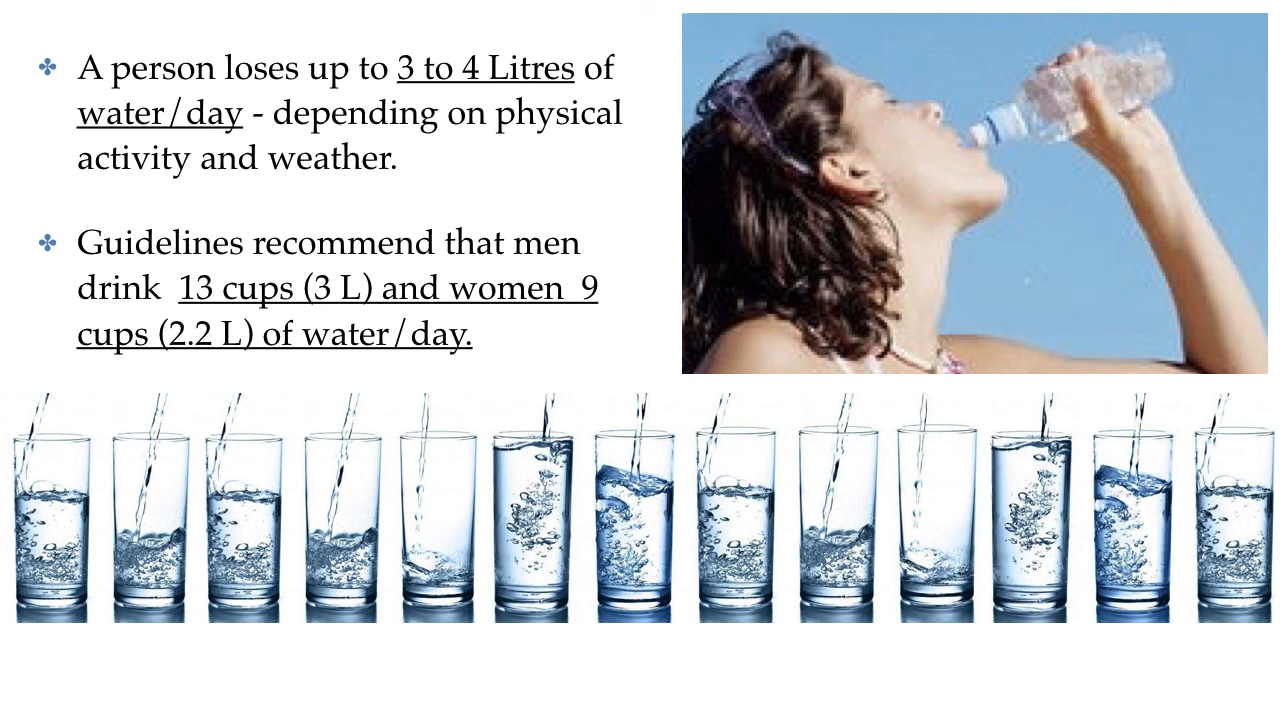 A person loses up to 3 to 4 Litres of
water/day - depending on physical
activity and weather.
Guidelines recommend that men
drink  13 cups (3 L) and women  9
cups (2.2 L) of water/day.